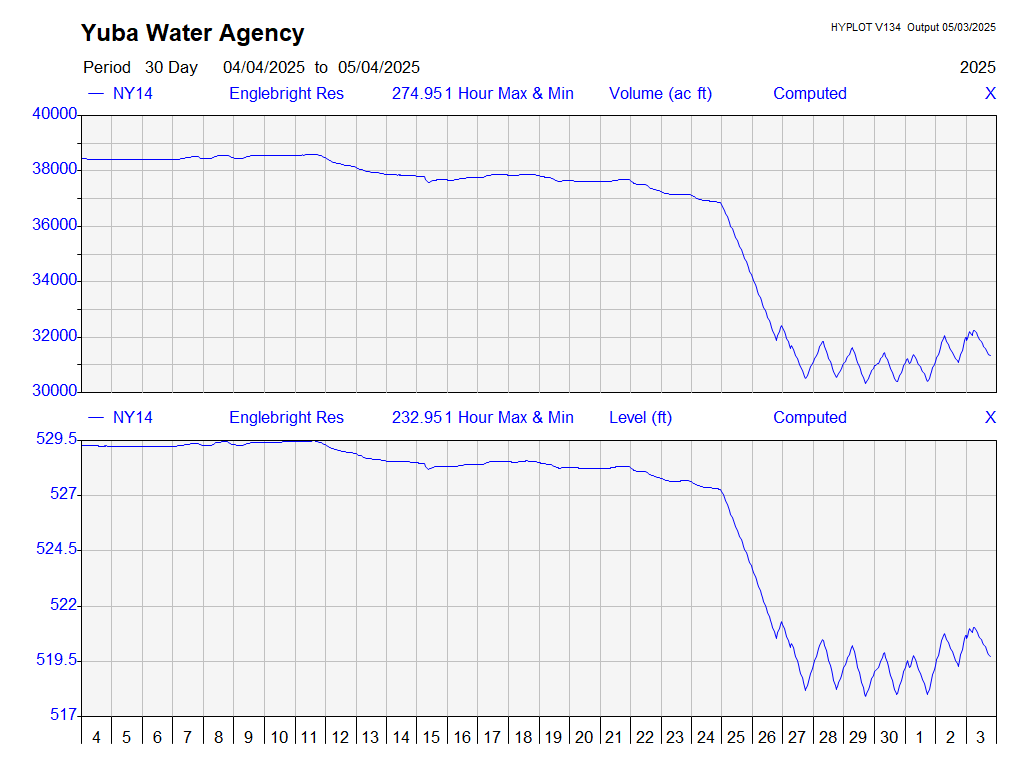 Yuba Water Agency
HYPLOT V134 Output 05/03/2025
Period 30 Day 04/04/2025 to 05/04/2025 2025
NY14 Englebright Res 274.951 Hour Max & Min Volume (ac ft) Computed X
40000
38000
36000
34000
32000
30000
NY14 Englebright Res 232.951 Hour Max & Min Level (ft) Computed X
529.5
527
524.5
522
519.5
517
4 5 6 7 8 9 10 11 12 13 14 15 16 17 18 19 20 21 22 23 24 25 26 27 28 29 30 1 2 3